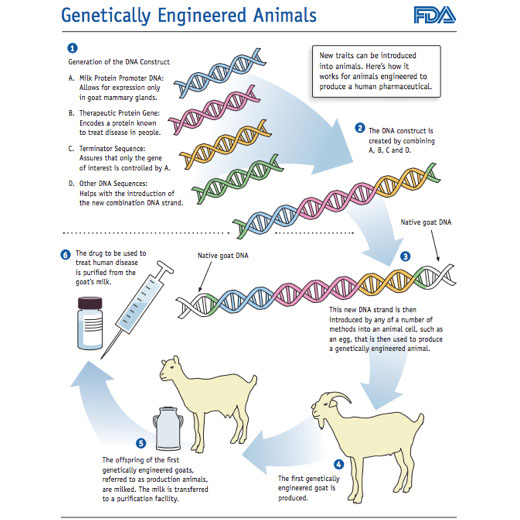 Genetically Engineered Animals
FDA
1
Generation of the DNA Construct
A. Milk Protein Promoter DNA:
Allows for expression only
in goat mammary glands.
B. Therapeutic Protein Gene:
Encodes a protein known
to treat disease in people.
C. Terminator Sequence:
Assures that only the gene
of interest is controlled by A.
D. Other DNA Sequences:
Helps with the introduction of
the new combination DNA strand.
New traits can be introduced
into animals. Here's how it
works for animals engineered to
produce a human pharmaceutical.
2 The DNA construct is
created by combining
A, B, C and D.
Native goat DNA
Native goat DNA
3
This new DNA strand is then
introduced by any of a number of
methods into an animal cell, such as
an egg, that is then used to produce
a genetically engineered animal.
4
The first genetically
engineered goat is
produced.
5
The offspring of the first
genetically engineered goats,
referred to as production animals,
are milked. The milk is transferred
to a purification facility.
6 The drug to be used to
treat human disease
is purified from the
goat's milk.